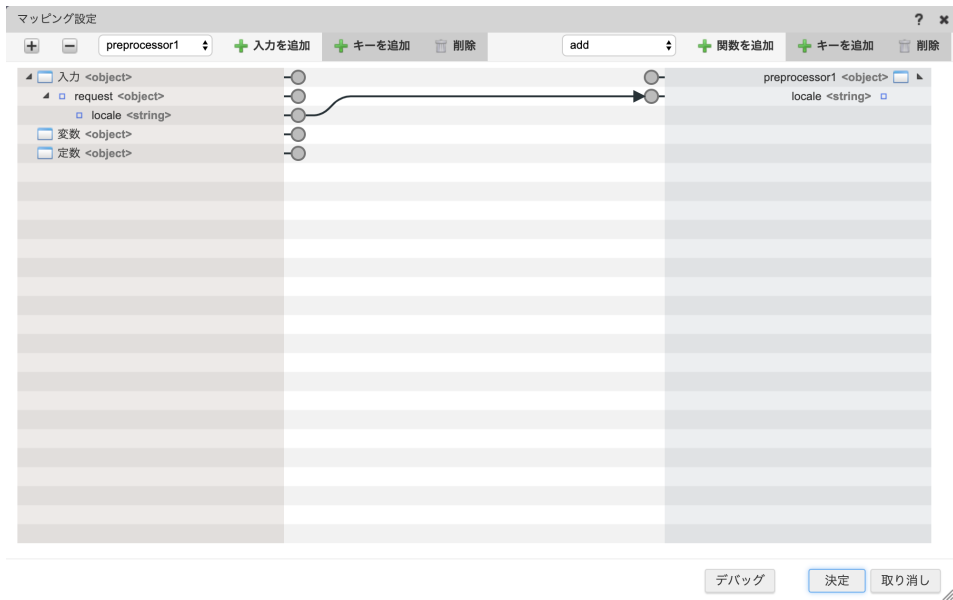 マッピング設定 ?
preprocessor1 入力を追加 キーを追加 削除 add 関数を追加 キーを追加 削除
入力 <object> preprocessor1 <object>
request <object> locale <string>
locale <string>
変数 <object>
定数 <object>
デバッグ 決定 取り消し